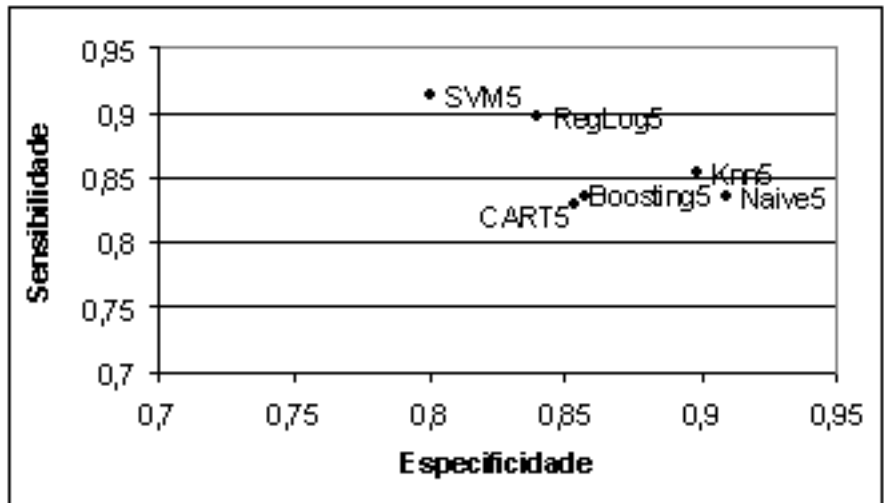 Sensibilidade
0,95
0,9
0,85
0,8
0,75
0,7
SVM5
RegLog5
Knn5
Boosting5
Naive5
CART5
0,7 0,75 0,8 0,85 0,9 0,95
Especificidade